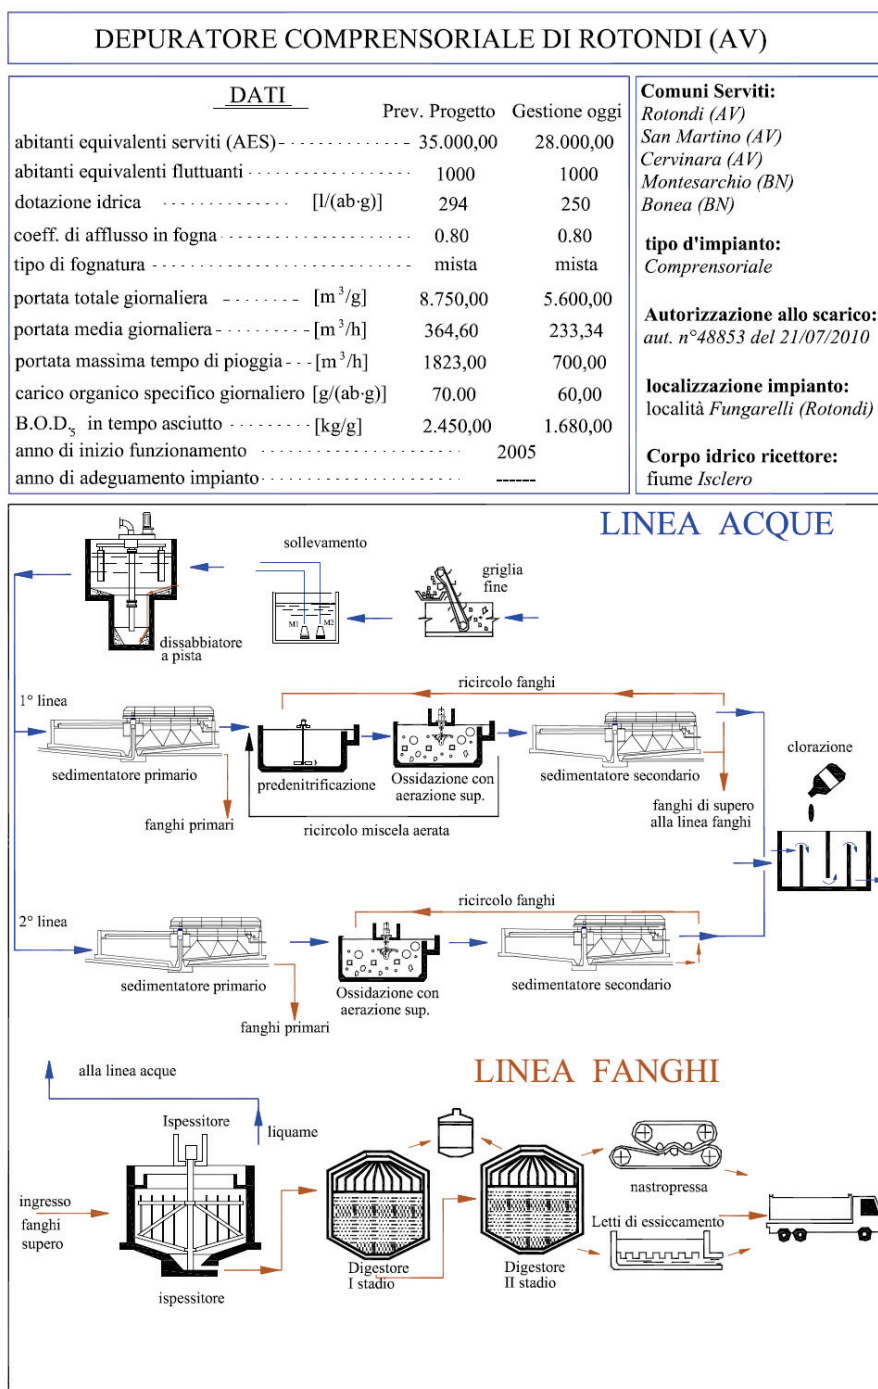 DEPURATORE COMPRENSORIALE DI ROTONDI (AV)
DATI
Prev. Progetto Gestione oggi
abitanti equivalenti serviti (AES) 35.000,00 28.000,00
abitanti equivalenti fluttuanti 1000 1000
dotazione idrica [l/(ab·g)] 294 250
coeff. di afflusso in fogna 0.80 0.80
tipo di fognatura mista mista
portata totale giornaliera [m³/g] 8.750,00 5.600,00
portata media giornaliera [m³/h] 364,60 233,34
portata massima tempo di pioggia [m³/h] 1823,00 700,00
carico organico specifico giornaliero [g/(ab·g)] 70.00 60,00
B.O.D.₅ in tempo asciutto [kg/g] 2.450,00 1.680,00
anno di inizio funzionamento 2005
anno di adeguamento impianto ------
Comuni Serviti:
Rotondi (AV)
San Martino (AV)
Cervinara (AV)
Montesarchio (BN)
Bonea (BN)
tipo d'impianto:
Comprensoriale
Autorizzazione allo scarico:
aut. n°48853 del 21/07/2010
localizzazione impianto:
località Fungarelli (Rotondi)
Corpo idrico ricettore:
fiume Isclero
LINEA ACQUE
sollevamento
griglia
fine
M1 M2
dissabbiatore
a pista
1° linea
ricircolo fanghi
sedimentatore primario
predenitrificazione
Ossidazione con
aerazione sup.
sedimentatore secondario
clorazione
fanghi primari
ricircolo miscela aerata
fanghi di supero
alla linea fanghi
2° linea
ricircolo fanghi
sedimentatore primario
Ossidazione con
aerazione sup.
sedimentatore secondario
fanghi primari
LINEA FANGHI
alla linea acque
Ispessitore
liquame
ingresso
fanghi
supero
ispessitore
Digestore
I stadio
Digestore
II stadio
nastropressa
Letti di essiccamento